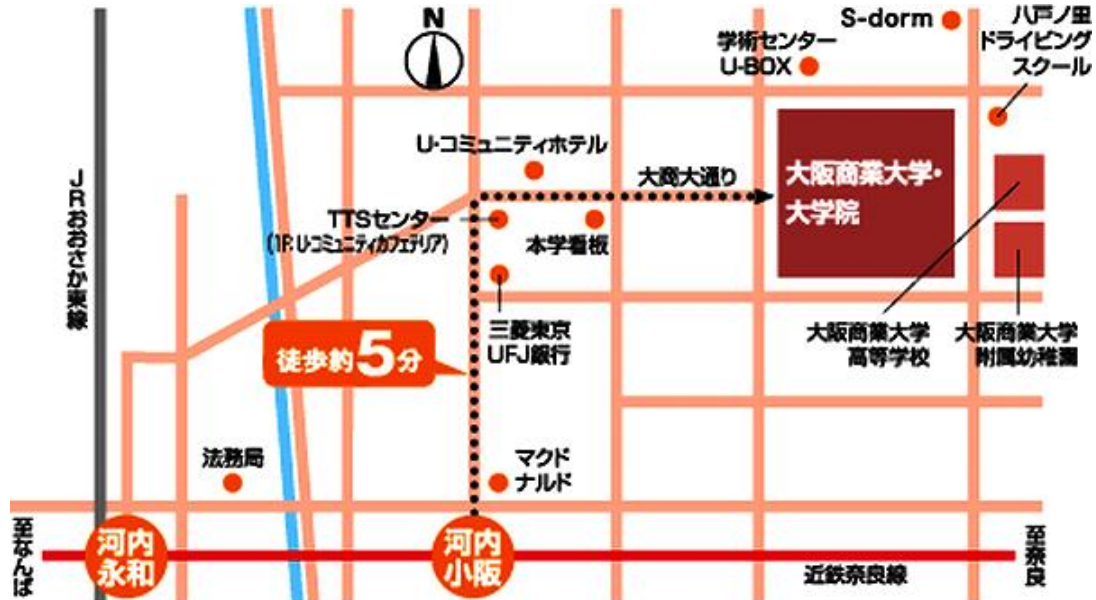 N
S-dorm
八戸ノ里
ドライビング
スクール
学術センター
U-BOX
U・コミュニティホテル
大商大通り
大阪商業大学・
大学院
JRおおさか東線
TTSセンター
(1F U・コミュニティカフェテリア)
本学看板
三菱東京
UFJ銀行
大阪商業大学
高等学校
大阪商業大学
附属幼稚園
徒歩約5分
法務局
マクド
ナルド
至なんば
河内
永和
河内
小阪
近鉄奈良線
至奈良